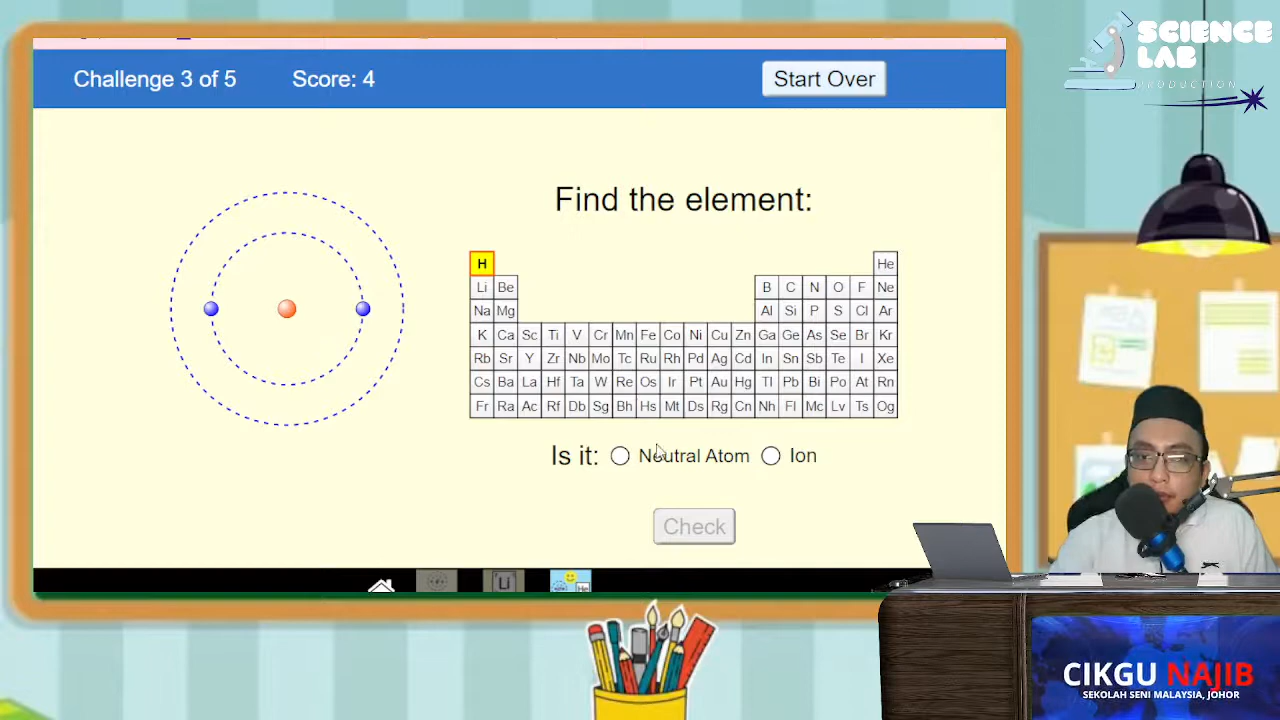 Challenge 3 of 5 Score: 4 Start Over
SCIENCE
LAB
PRODUCTION
Find the element:
H He
Li Be B C N O F Ne
Na Mg Al Si P S Cl Ar
K Ca Sc Ti V Cr Mn Fe Co Ni Cu Zn Ga Ge As Se Br Kr
Rb Sr Y Zr Nb Mo Tc Ru Rh Pd Ag Cd In Sn Sb Te I Xe
Cs Ba La Hf Ta W Re Os Ir Pt Au Hg Tl Pb Bi Po At Rn
Fr Ra Ac Rf Db Sg Bh Hs Mt Ds Rg Cn Nh Fl Mc Lv Ts Og
Is it: Neutral Atom Ion
Check
He
CIKGU NAJIB
SEKOLAH SENI MALAYSIA, JOHOR